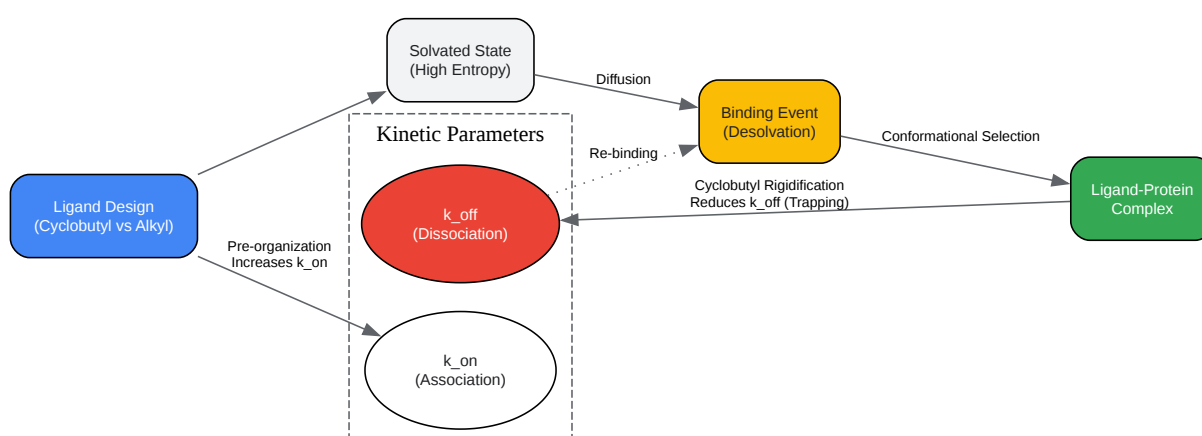 Solvated State
(High Entropy)
Diffusion
Binding Event
(Desolvation)
Conformational Selection
Kinetic Parameters
Re-binding
Ligand Design
(Cyclobutyl vs Alkyl)
Cyclobutyl Rigidification
Reduces k_off (Trapping)
Ligand-Protein
Complex
k_off
(Dissociation)
Pre-organization
Increases k_on
k_on
(Association)